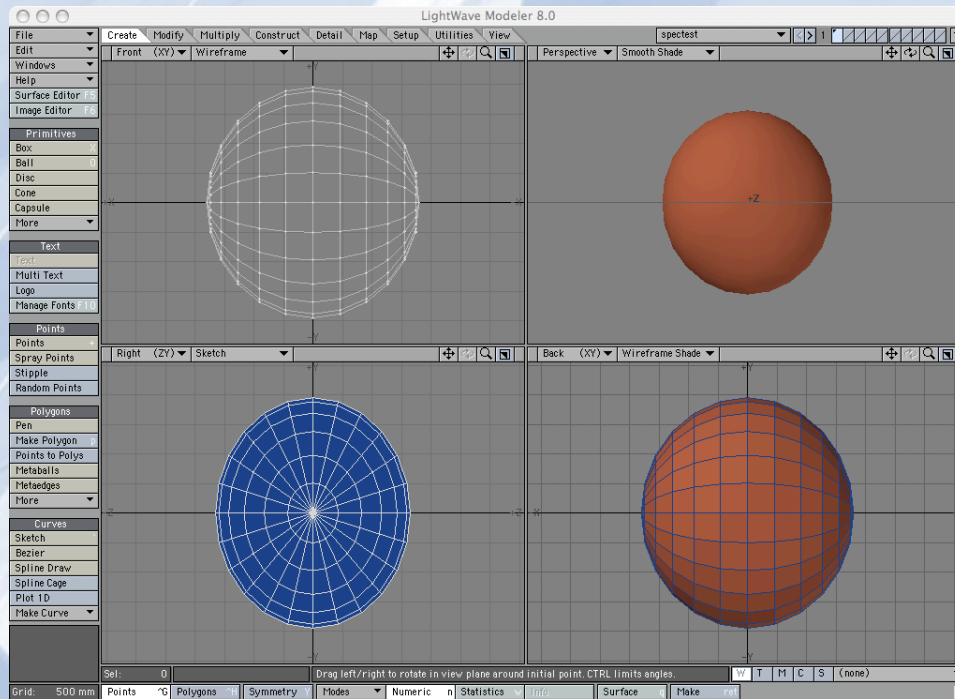 LightWave Modeler 8.0
File
Edit
Windows
Help
Surface Editor F5
Image Editor F6
Primitives
Box X
Ball O
Disc
Cone
Capsule
More
Text
Text
Multi Text
Logo
Manage Fonts F10
Points
Points +
Spray Points
Stipple
Random Points
Polygons
Pen
Make Polygon p
Points to Polys
Metaballs
Metaedges
More
Curves
Sketch
Bezier
Spline Draw
Spline Cage
Plot 1D
Make Curve
Create Modify Multiply Construct Detail Map Setup Utilities View spectest 1
Front (XY) Wireframe
+Y
-X
-Y
Perspective Smooth Shade
+Z
Right (ZY) Sketch
+Y
-Z +Z
-Y
Back (XY) Wireframe Shade
+Y
X
-Y
Sel: 0 Drag left/right to rotate in view plane around initial point. CTRL limits angles. W T M C S (none)
Grid: 500 mm Points ^G Polygons ^H Symmetry Y Modes Numeric n Statistics w Info Surface q Make ret